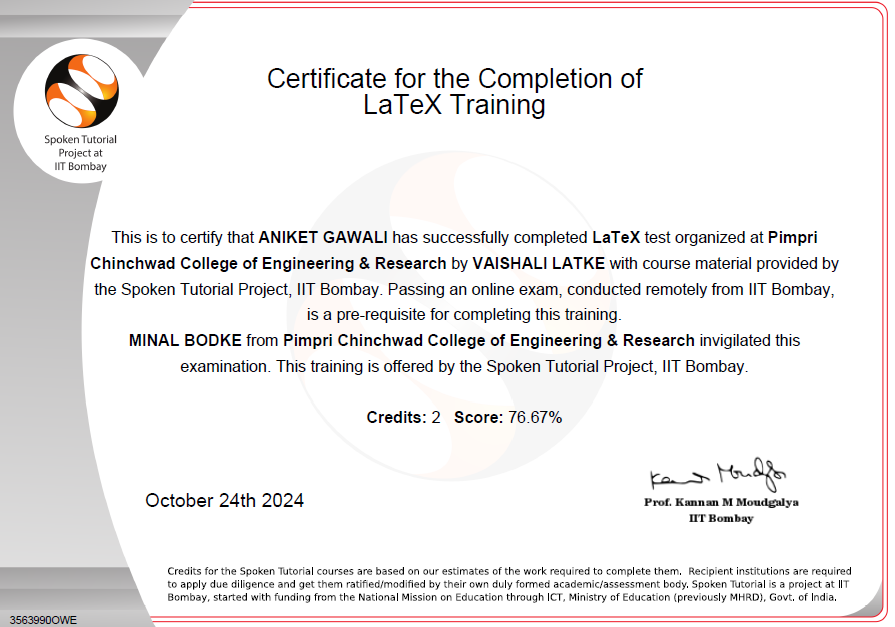 Spoken Tutorial
Project at
IIT Bombay
Certificate for the Completion of
LaTeX Training
This is to certify that ANIKET GAWALI has successfully completed LaTeX test organized at Pimpri
Chinchwad College of Engineering & Research by VAISHALI LATKE with course material provided by
the Spoken Tutorial Project, IIT Bombay. Passing an online exam, conducted remotely from IIT Bombay,
is a pre-requisite for completing this training.
MINAL BODKE from Pimpri Chinchwad College of Engineering & Research invigilated this
examination. This training is offered by the Spoken Tutorial Project, IIT Bombay.
Credits: 2 Score: 76.67%
October 24th 2024
Prof. Kannan M Moudgalya
IIT Bombay
Credits for the Spoken Tutorial courses are based on our estimates of the work required to complete them. Recipient institutions are required
to apply due diligence and get them ratified/modified by their own duly formed academic/assessment body. Spoken Tutorial is a project at IIT
Bombay, started with funding from the National Mission on Education through ICT, Ministry of Education (previously MHRD), Govt. of India.
3563990OWE